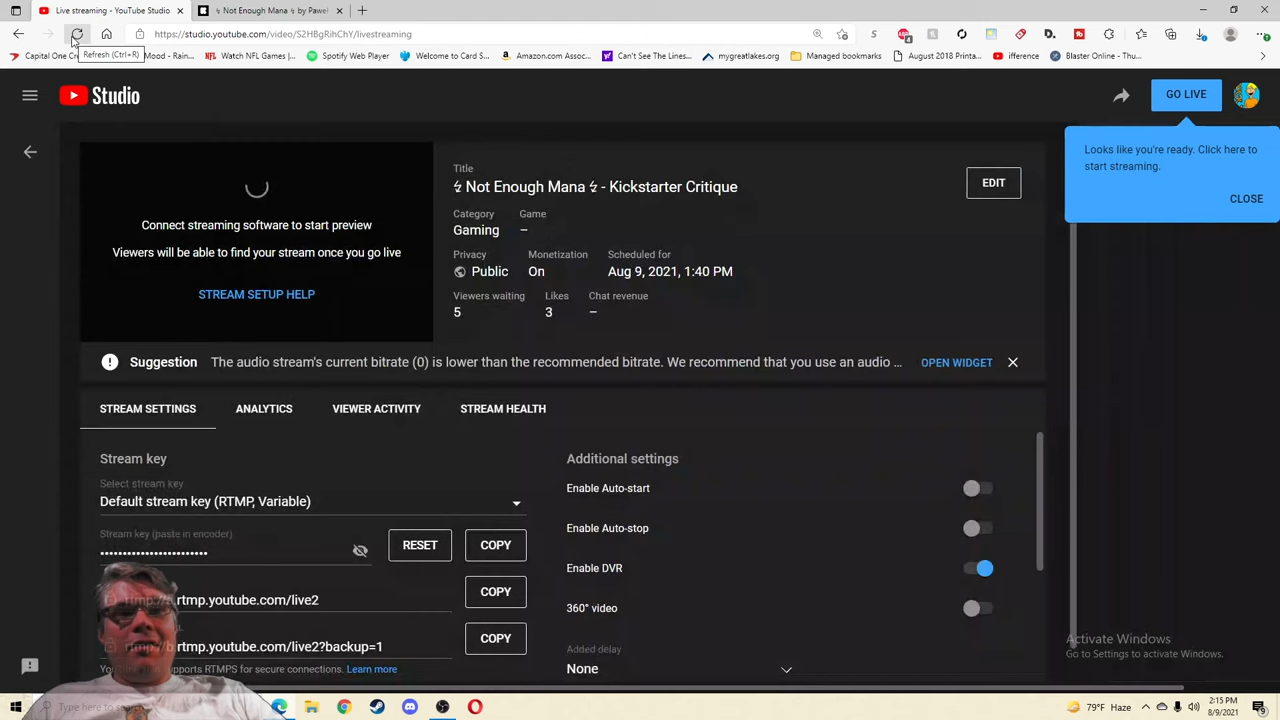 Live streaming - YouTube Studio
ϟ Not Enough Mana ϟ by Pawel
https://studio.youtube.com/video/S2HBgRihChY/livestreaming
Refresh (Ctrl+R)
Capital One Cr
Mood - Rain...
Watch NFL Games |...
Spotify Web Player
Welcome to Card S...
Amazon.com Assoc...
Can't See The Lines...
mygreatlakes.org
Managed bookmarks
August 2018 Printa...
ifference
Blaster Online - Thu...
Studio
GO LIVE
Looks like you're ready. Click here to
start streaming.
CLOSE
Connect streaming software to start preview
Viewers will be able to find your stream once you go live
STREAM SETUP HELP
Title
ϟ Not Enough Mana ϟ - Kickstarter Critique
EDIT
Category
Game
Gaming
–
Privacy
Monetization
Scheduled for
Public
On
Aug 9, 2021, 1:40 PM
Viewers waiting
Likes
Chat revenue
5
3
–
Suggestion
The audio stream's current bitrate (0) is lower than the recommended bitrate. We recommend that you use an audio ...
OPEN WIDGET
STREAM SETTINGS
ANALYTICS
VIEWER ACTIVITY
STREAM HEALTH
Stream key
Select stream key
Default stream key (RTMP, Variable)
Stream key (paste in encoder)
••••••••••••••••••••••••
RESET
COPY
rtmp.youtube.com/live2
COPY
rtmp.youtube.com/live2?backup=1
COPY
supports RTMPS for secure connections. Learn more
Additional settings
Enable Auto-start
Enable Auto-stop
Enable DVR
360° video
Added delay
None
Activate Windows
Go to Settings to activate Windows.
Type here to
79°F Haze
2:15 PM
8/9/2021